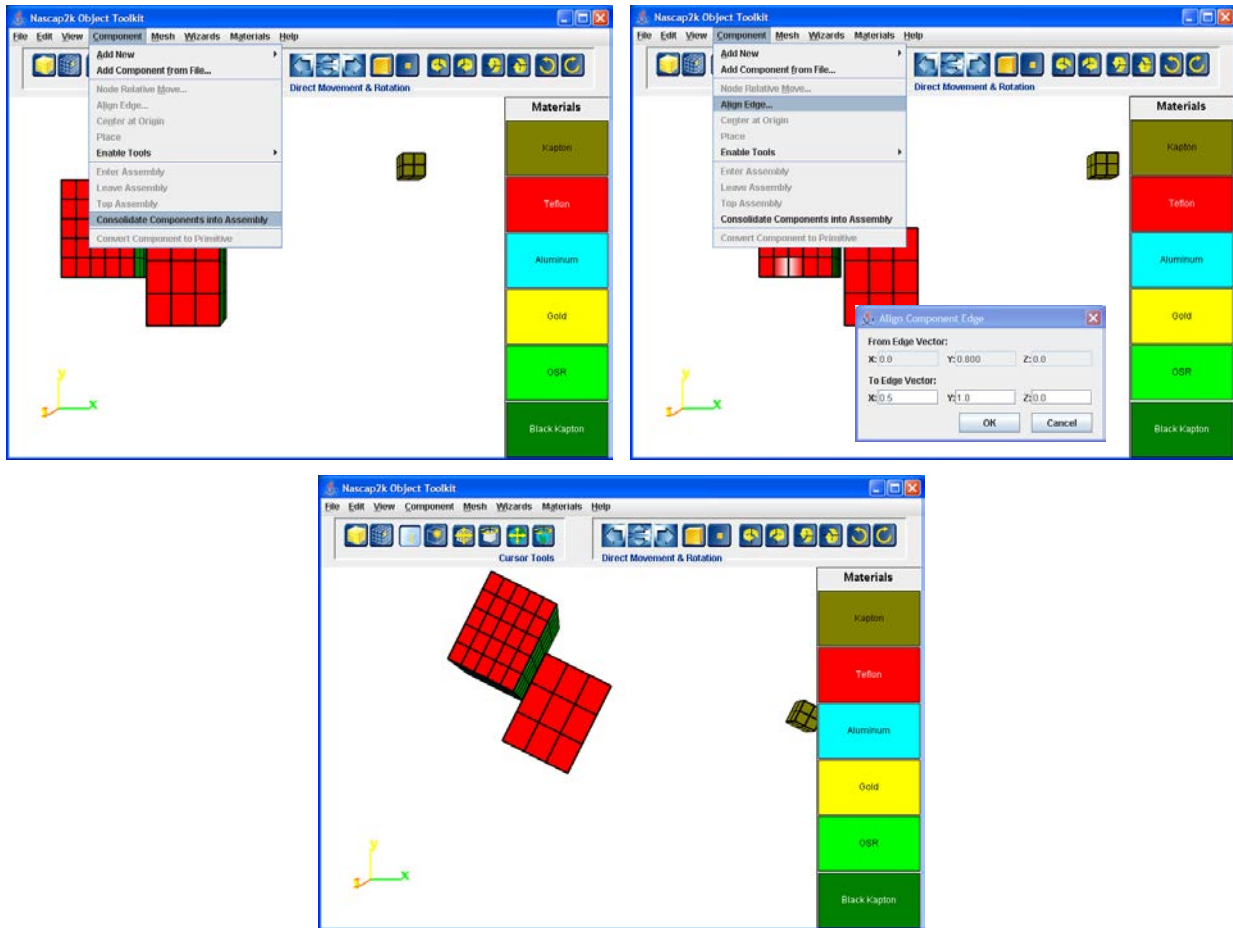 Nascap2k Object Toolkit
File Edit View Component Mesh Wizards Materials Help
Add New
Add Component from File...
Node Relative Move...
Align Edge...
Center at Origin
Place
Enable Tools
Enter Assembly
Leave Assembly
Top Assembly
Consolidate Components into Assembly
Convert Component to Primitive
Direct Movement & Rotation
Materials
Kapton
Teflon
Aluminum
Gold
OSR
Black Kapton
y
z x
Nascap2k Object Toolkit
File Edit View Component Mesh Wizards Materials Help
Add New
Add Component from File...
Node Relative Move...
Align Edge...
Center at Origin
Place
Enable Tools
Enter Assembly
Leave Assembly
Top Assembly
Consolidate Components into Assembly
Convert Component to Primitive
Direct Movement & Rotation
Materials
Kapton
Teflon
Aluminum
Gold
OSR
Black Kapton
y
z x
Align Component Edge
From Edge Vector:
X: 0.0 Y: 0.800 Z: 0.0
To Edge Vector:
X: 0.5 Y: 1.0 Z: 0.0
OK Cancel
Nascap2k Object Toolkit
File Edit View Component Mesh Wizards Materials Help
Cursor Tools Direct Movement & Rotation
Materials
Kapton
Teflon
Aluminum
Gold
OSR
Black Kapton
y
z x